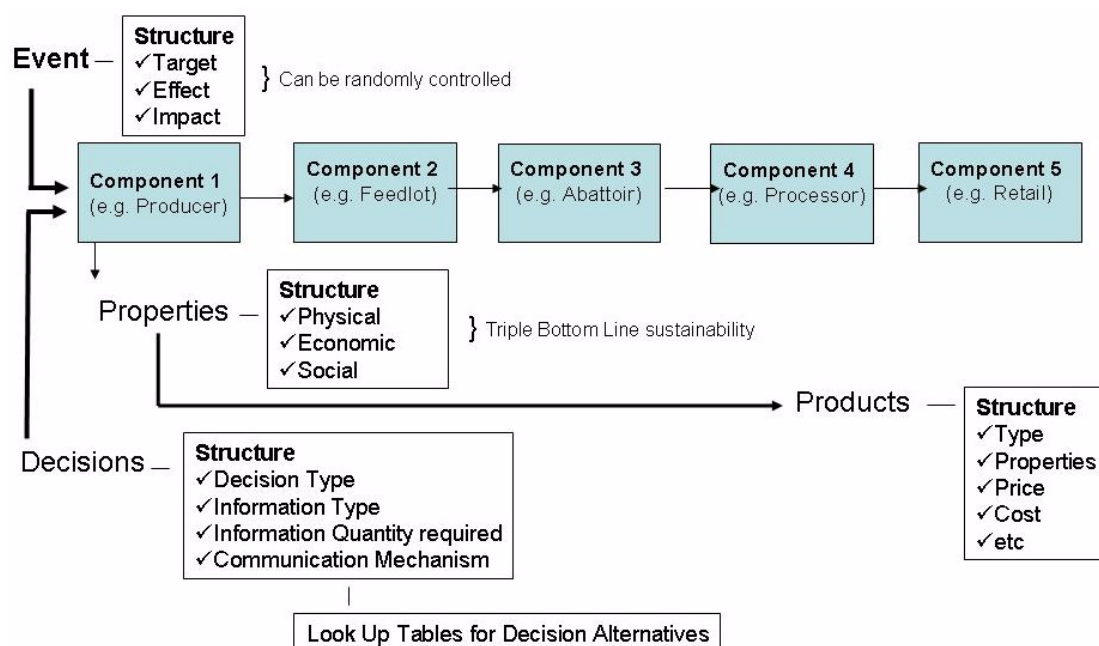 Event
Structure
✓Target
✓Effect
✓Impact
} Can be randomly controlled
Component 1
(e.g. Producer)
Component 2
(e.g. Feedlot)
Component 3
(e.g. Abattoir)
Component 4
(e.g. Processor)
Component 5
(e.g. Retail)
Properties
Structure
✓Physical
✓Economic
✓Social
} Triple Bottom Line sustainability
Products
Structure
✓Type
✓Properties
✓Price
✓Cost
✓etc
Decisions
Structure
✓Decision Type
✓Information Type
✓Information Quantity required
✓Communication Mechanism
Look Up Tables for Decision Alternatives